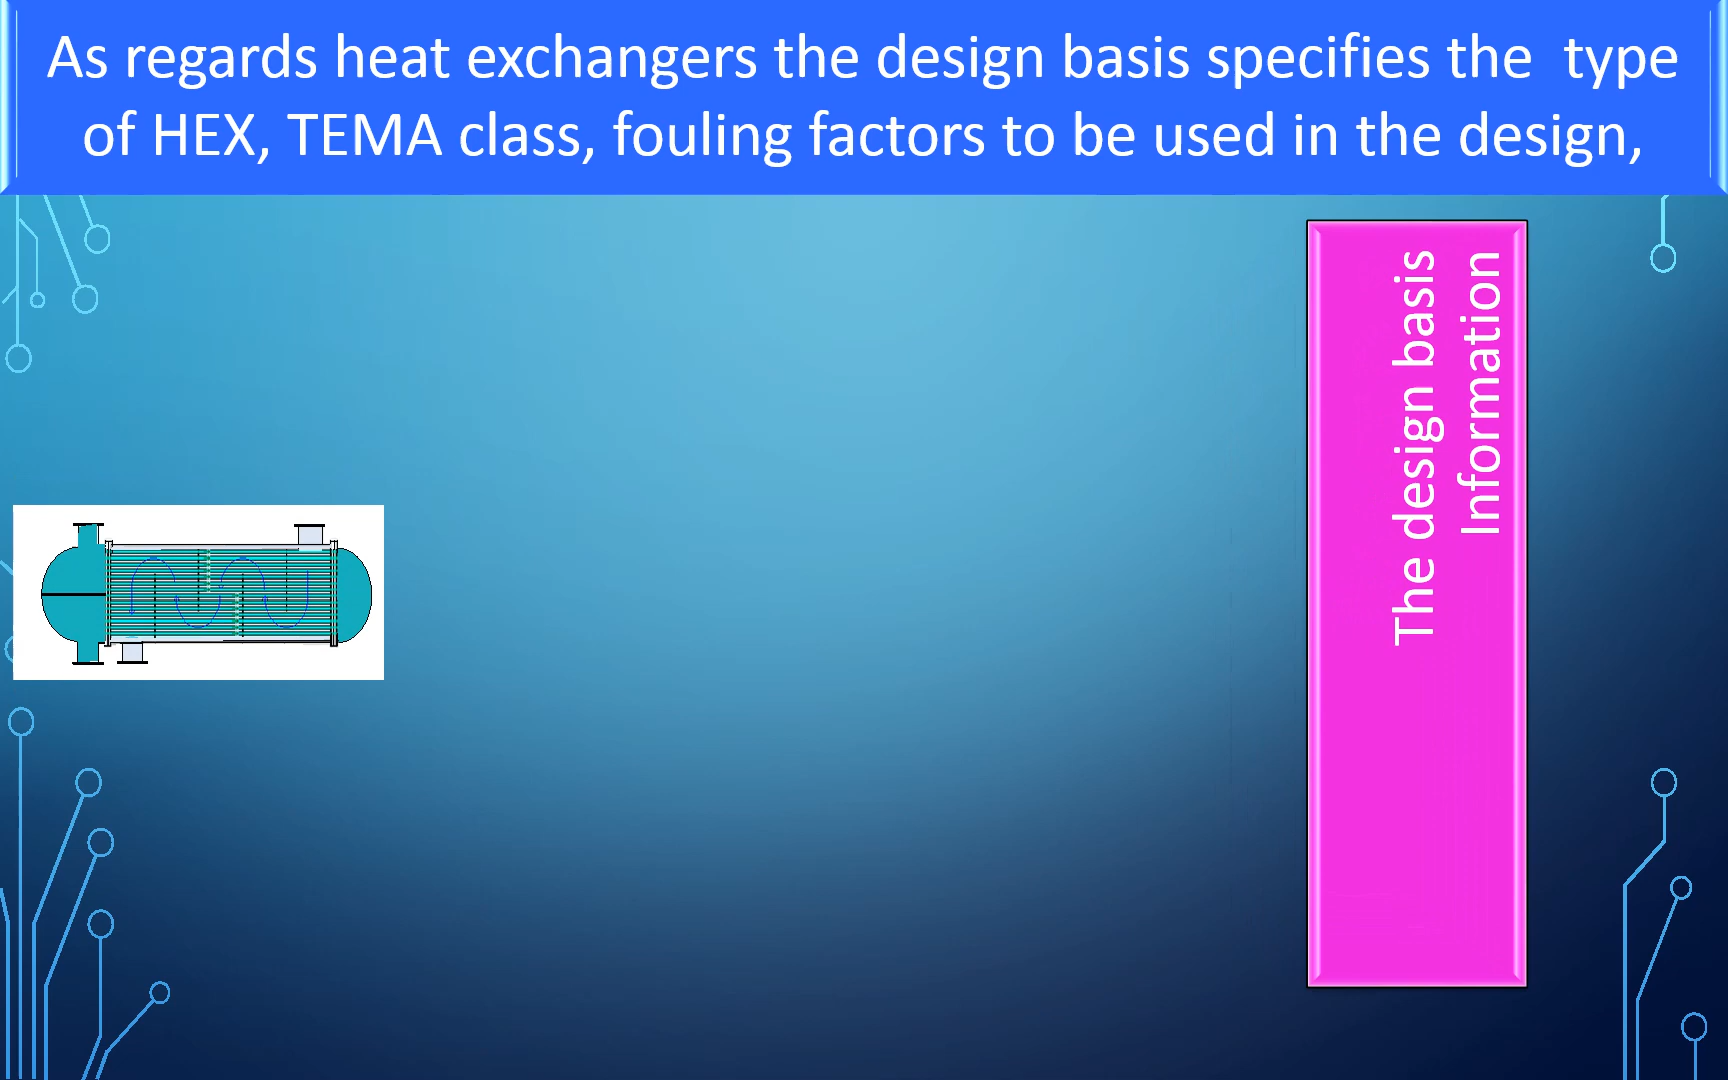 As regards heat exchangers the design basis specifies the  type
of HEX, TEMA class, fouling factors to be used in the design,
The design basis
Information